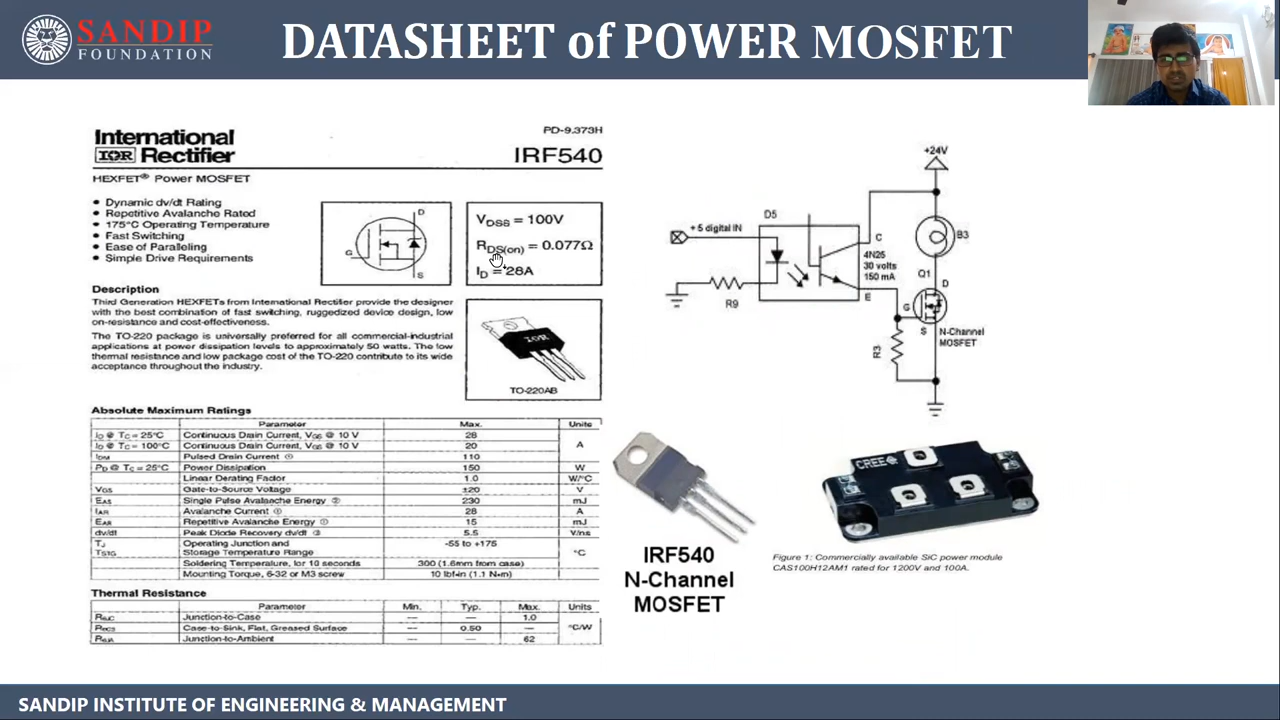 SANDIP
FOUNDATION
DATASHEET of POWER MOSFET
International
IOR Rectifier
PD-9.373H
IRF540
HEXFET® Power MOSFET
• Dynamic dv/dt Rating
• Repetitive Avalanche Rated
• 175°C Operating Temperature
• Fast Switching
• Ease of Paralleling
• Simple Drive Requirements
D
G
S
VDSS = 100V
RDS(on) = 0.077Ω
ID = 28A
Description
Third Generation HEXFETs from International Rectifier provide the designer
with the best combination of fast switching, ruggedized device design, low
on-resistance and cost-effectiveness.
The TO-220 package is universally preferred for all commercial-industrial
applications at power dissipation levels to approximately 50 watts. The low
thermal resistance and low package cost of the TO-220 contribute to its wide
acceptance throughout the industry.
IOR
TO-220AB
Absolute Maximum Ratings
Parameter Max. Units
ID @ TC = 25°C Continuous Drain Current, VGS @ 10 V 28
ID @ TC = 100°C Continuous Drain Current, VGS @ 10 V 20 A
IDM Pulsed Drain Current ① 110
PD @ TC = 25°C Power Dissipation 150 W
Linear Derating Factor 1.0 W/°C
VGS Gate-to-Source Voltage ±20 V
EAS Single Pulse Avalanche Energy ② 230 mJ
IAR Avalanche Current ① 28 A
EAR Repetitive Avalanche Energy ① 15 mJ
dv/dt Peak Diode Recovery dv/dt ③ 5.5 V/ns
TJ Operating Junction and -55 to +175
TSTG Storage Temperature Range °C
Soldering Temperature, for 10 seconds 300 (1.6mm from case)
Mounting Torque, 6-32 or M3 screw 10 lbf•in (1.1 N•m)
Thermal Resistance
Parameter Min. Typ. Max. Units
RθJC Junction-to-Case — — 1.0
RθCS Case-to-Sink, Flat, Greased Surface — 0.50 — °C/W
RθJA Junction-to-Ambient — — 62
+24V
D5
+ 5 digital IN
C
B3
4N25
30 volts
150 mA
Q1
D
E
G
S
R9
N-Channel
MOSFET
R3
IRF540
N-Channel
MOSFET
CREE
Figure 1: Commercially available SiC power module
CAS100H12AM1 rated for 1200V and 100A.
SANDIP INSTITUTE OF ENGINEERING & MANAGEMENT